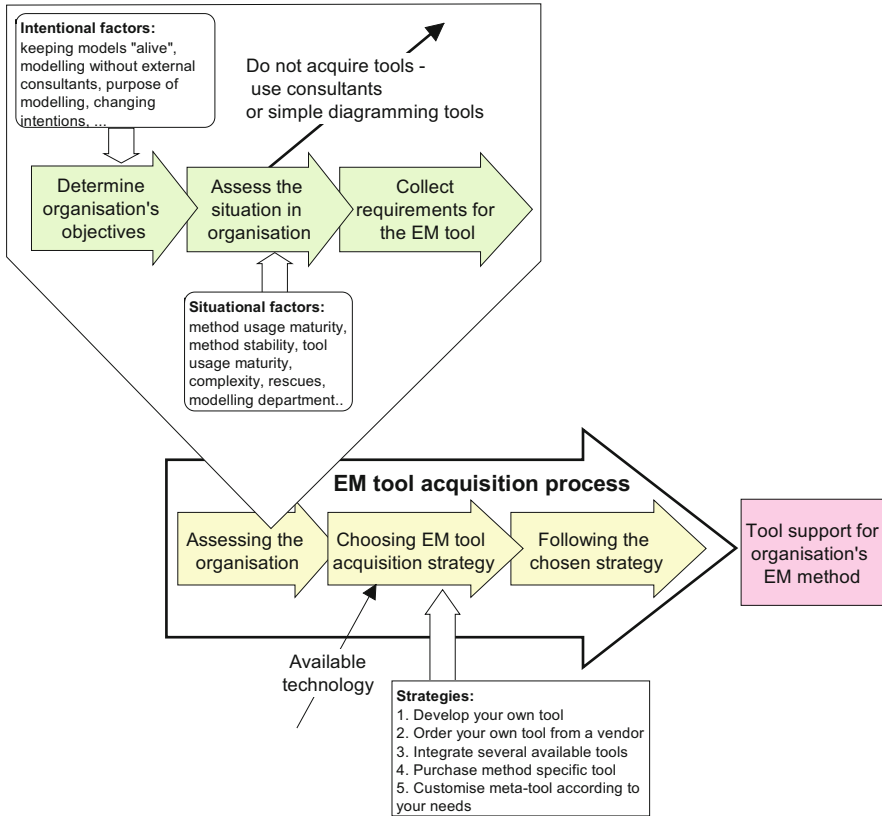 Intentional factors:
keeping models "alive",
modelling without external
consultants, purpose of
modelling, changing
intentions, ...
Do not acquire tools -
use consultants
or simple diagramming tools
Determine
organisation's
objectives
Assess the
situation in
organisation
Collect
requirements for
the EM tool
Situational factors:
method usage maturity,
method stability, tool
usage maturity,
complexity, rescues,
modelling department..
EM tool acquisition process
Assessing the
organisation
Choosing EM tool
acquisition strategy
Following the
chosen strategy
Tool support for
organisation's
EM method
Available
technology
Strategies:
1. Develop your own tool
2. Order your own tool from a vendor
3. Integrate several available tools
4. Purchase method specific tool
5. Customise meta-tool according to
your needs